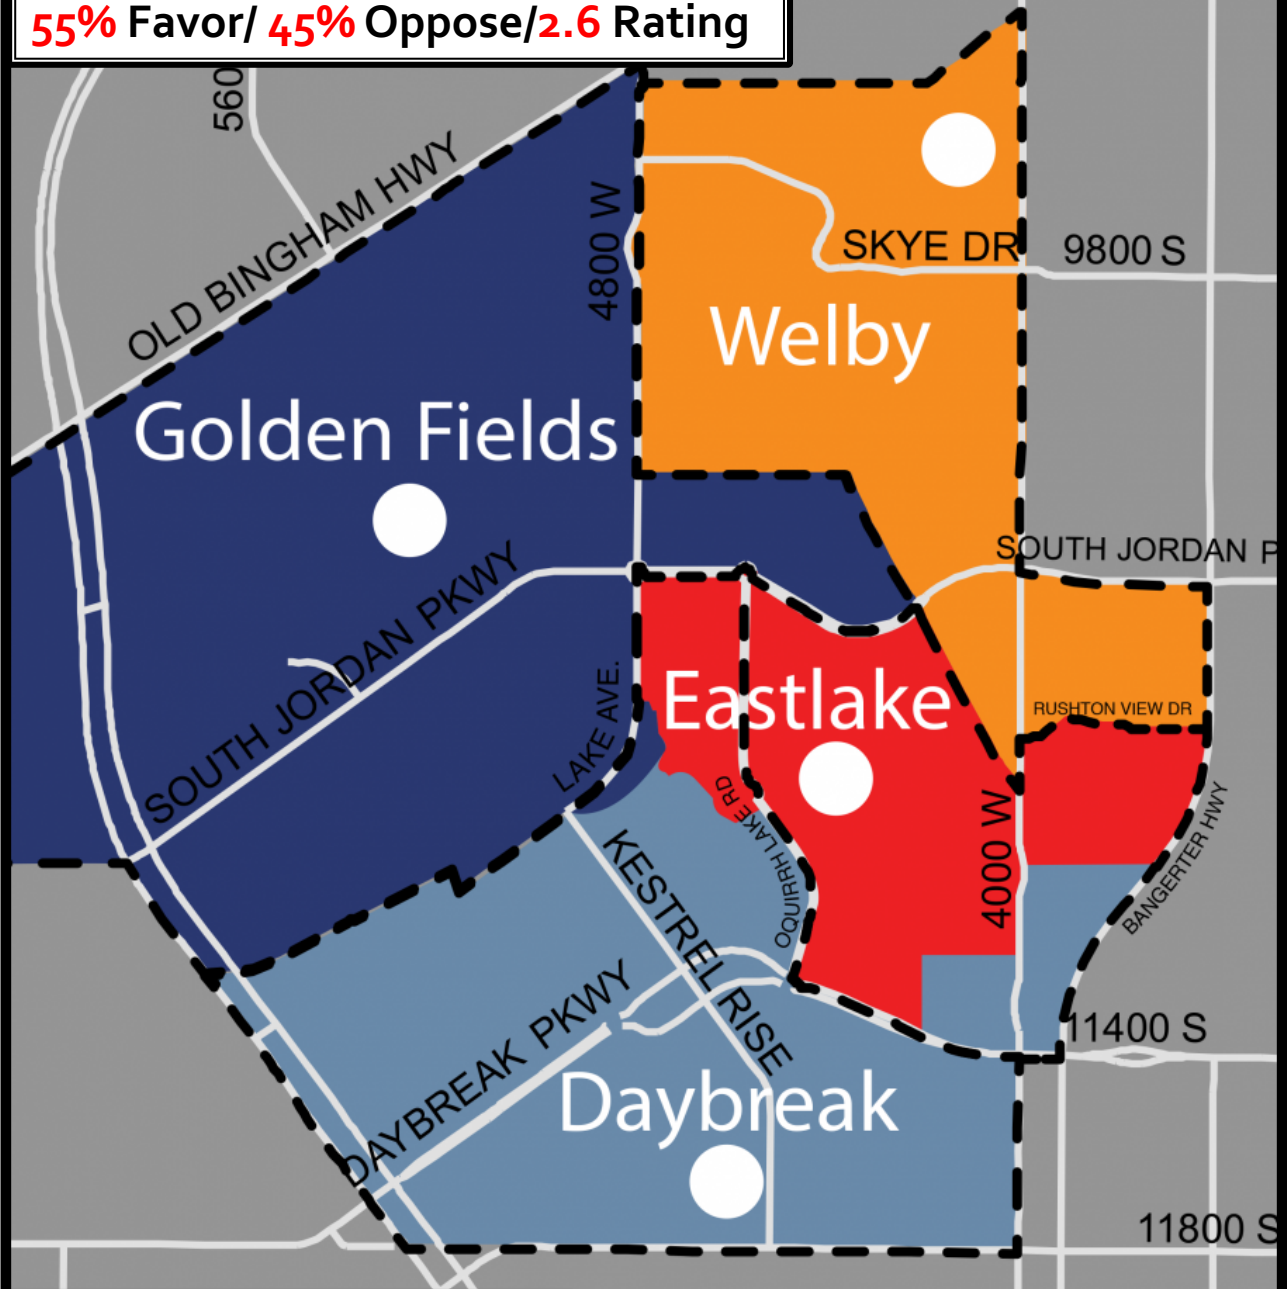 55% Favor/ 45% Oppose/2.6 Rating
560
OLD BINGHAM HWY
4800 W
SKYE DR
9800 S
Welby
Golden Fields
SOUTH JORDAN P
SOUTH JORDAN PKWY
LAKE AVE.
Eastlake
RUSHTON VIEW DR
OQUIRRH LAKE RD
4000 W
BANGERTER HWY
KESTREL RISE
DAYBREAK PKWY
11400 S
Daybreak
11800 S